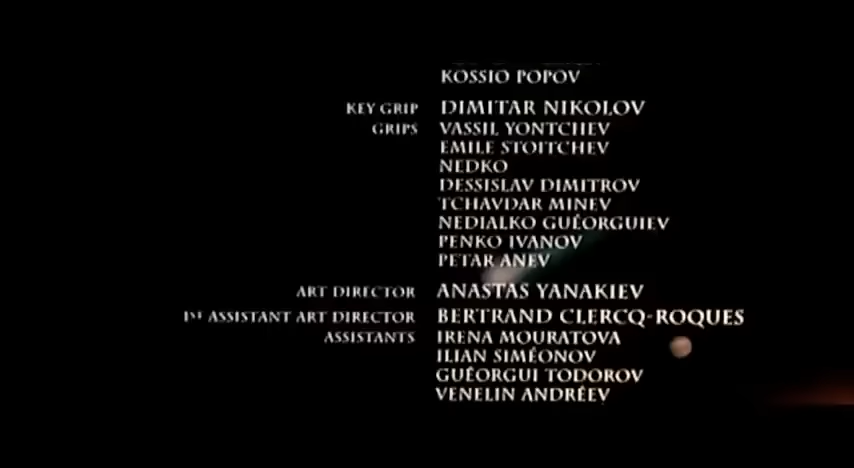 KOSSIO POPOV
KEY GRIP DIMITAR NIKOLOV
GRIPS VASSIL YONTCHEV
EMILE STOITCHEV
NEDKO
DESSISLAV DIMITROV
TCHAVDAR MINEV
NEDIALKO GUÊORGUIEV
PENKO IVANOV
PETAR ANEV
ART DIRECTOR ANASTAS YANAKIEV
1ST ASSISTANT ART DIRECTOR BERTRAND CLERCQ-ROQUES
ASSISTANTS IRENA MOURATOVA
ILIAN SIMÉONOV
GUÊORGUI TODOROV
VENELIN ANDRÉEV